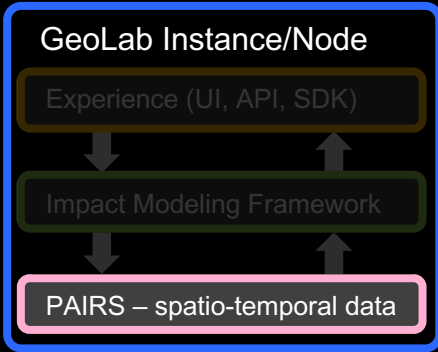 GeoLab Instance/Node
Experience (UI, API, SDK)
Impact Modeling Framework
PAIRS – spatio-temporal data